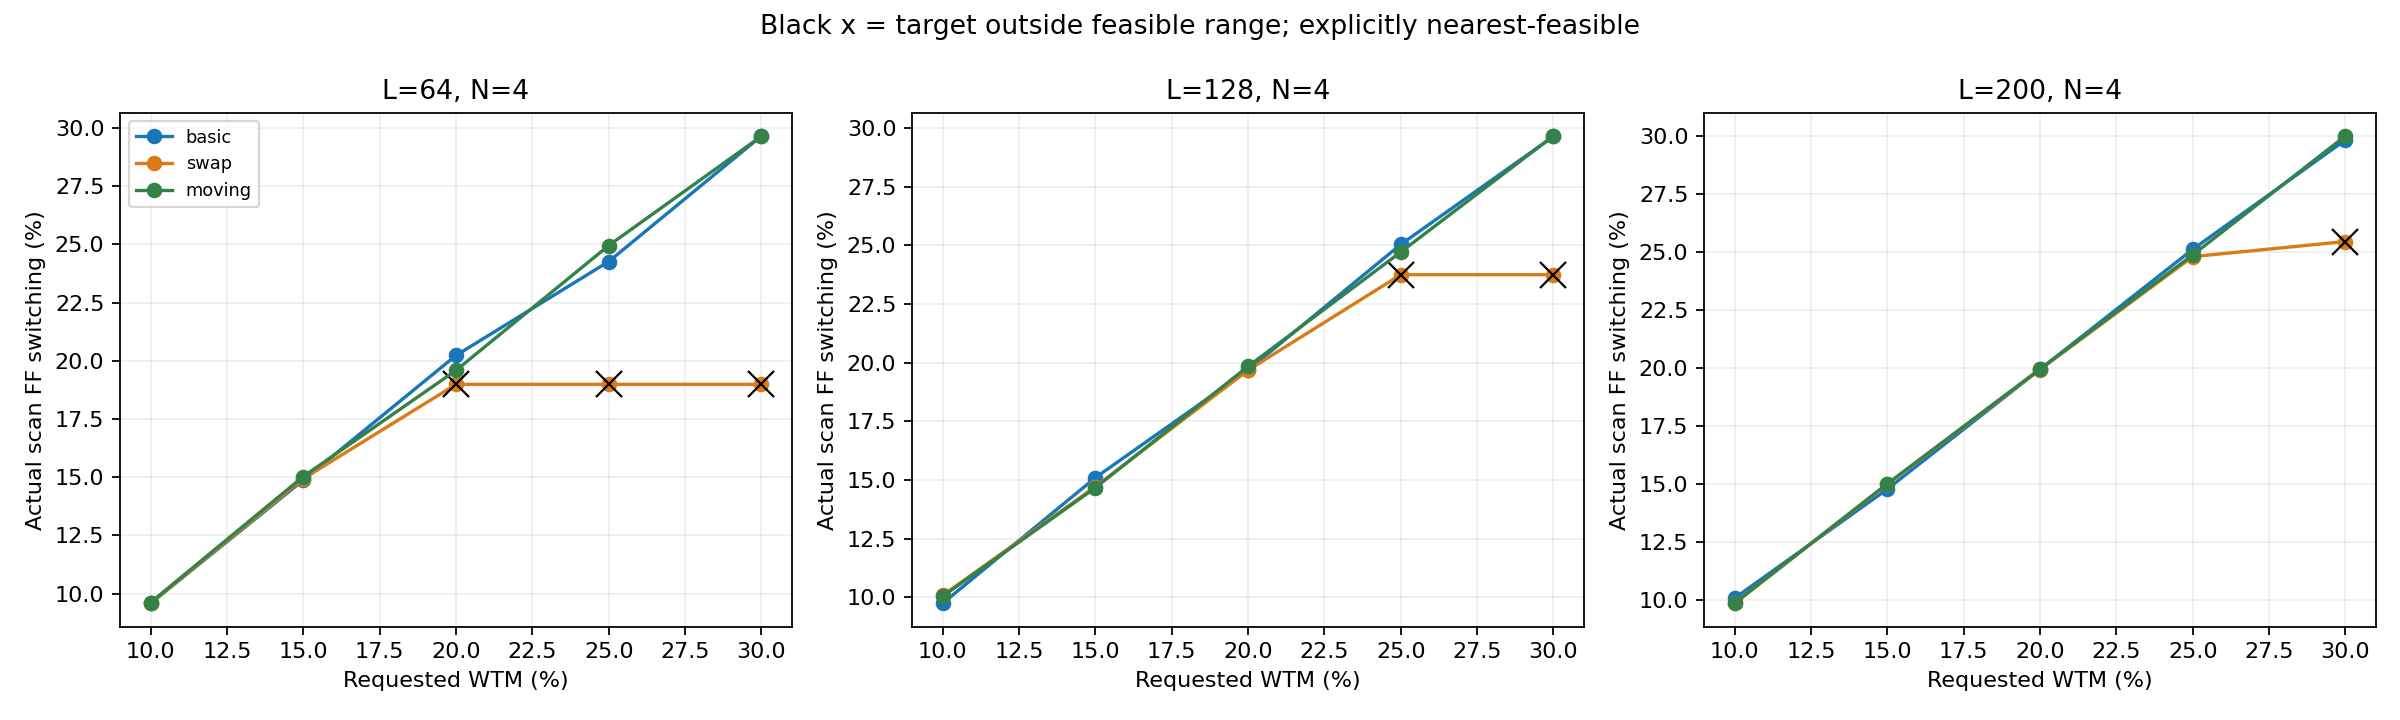 Black x = target outside feasible range; explicitly nearest-feasible
L=64, N=4
30.0
27.5
25.0
22.5
20.0
17.5
15.0
12.5
10.0
Actual scan FF switching (%)
basic
swap
moving
10.0 12.5 15.0 17.5 20.0 22.5 25.0 27.5 30.0
Requested WTM (%)
L=128, N=4
30.0
27.5
25.0
22.5
20.0
17.5
15.0
12.5
10.0
Actual scan FF switching (%)
10.0 12.5 15.0 17.5 20.0 22.5 25.0 27.5 30.0
Requested WTM (%)
L=200, N=4
30.0
27.5
25.0
22.5
20.0
17.5
15.0
12.5
10.0
Actual scan FF switching (%)
10.0 12.5 15.0 17.5 20.0 22.5 25.0 27.5 30.0
Requested WTM (%)